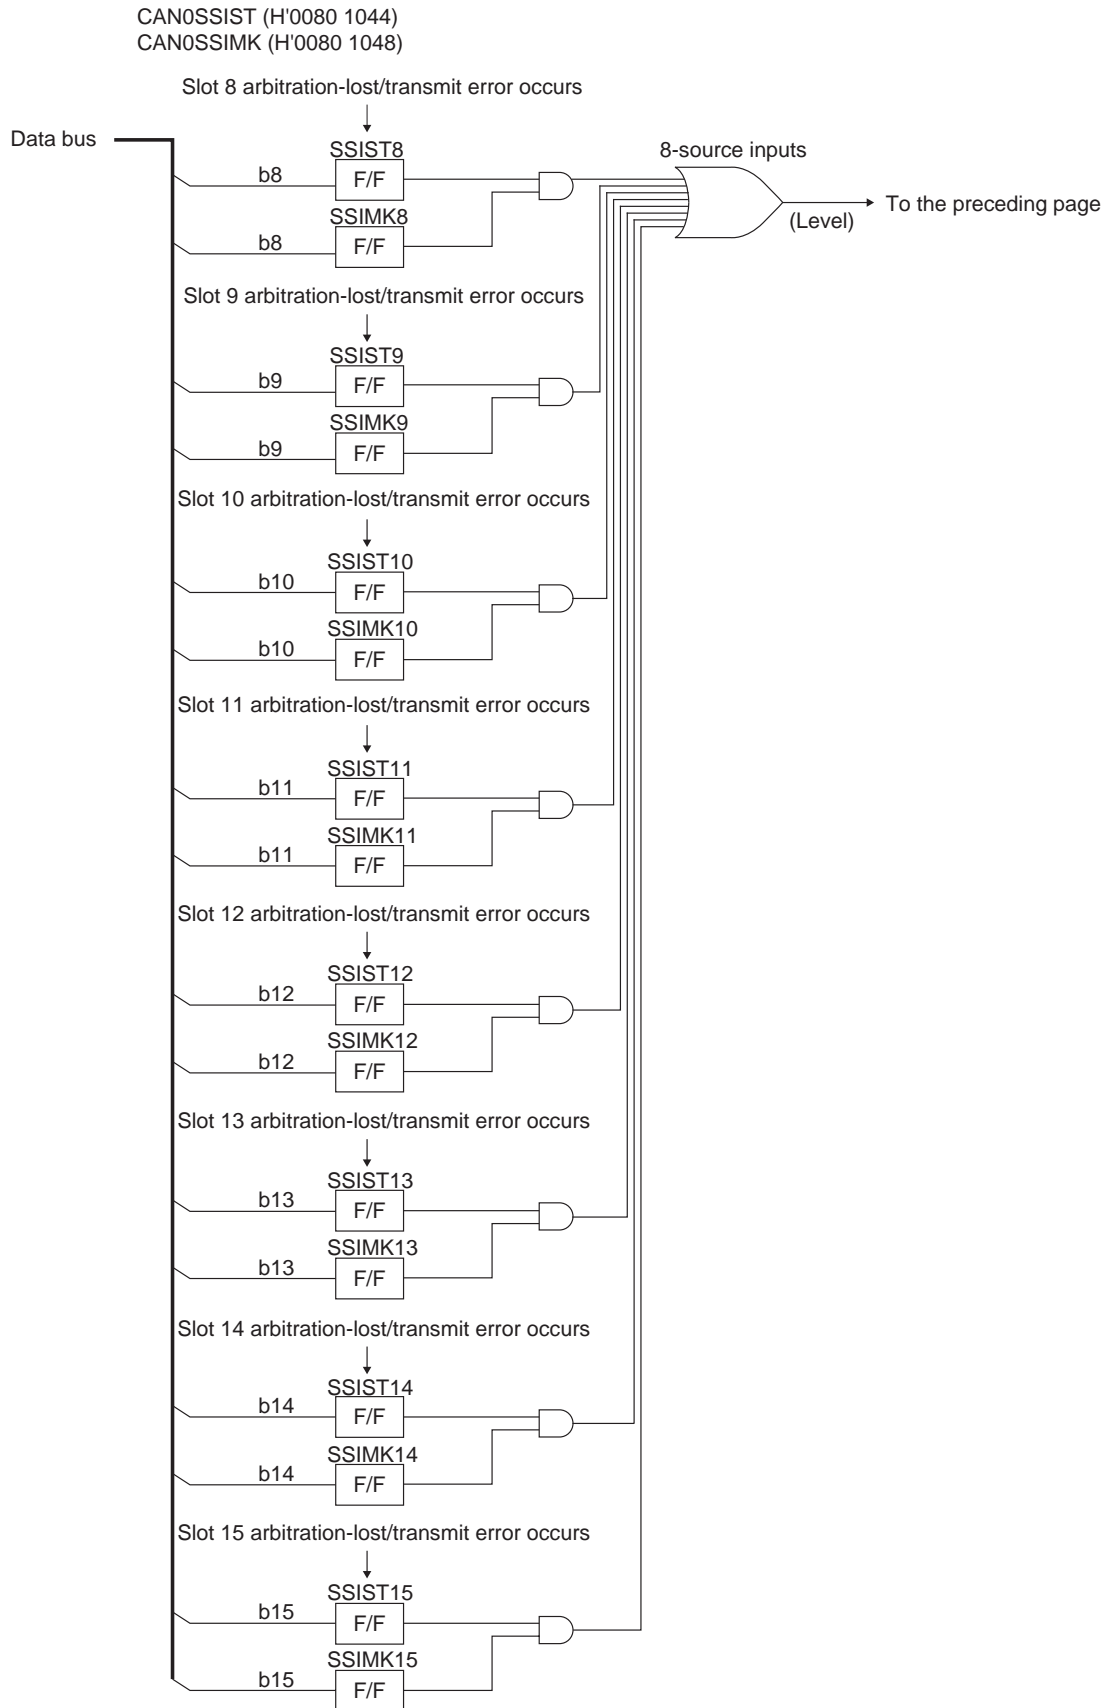 CAN0SSIST (H'0080 1044)
CAN0SSIMK (H'0080 1048)
Slot 8 arbitration-lost/transmit error occurs
Data bus
SSIST8
8-source inputs
b8
F/F
To the preceding page
(Level)
SSIMK8
b8
F/F
Slot 9 arbitration-lost/transmit error occurs
SSIST9
b9
F/F
SSIMK9
b9
F/F
Slot 10 arbitration-lost/transmit error occurs
SSIST10
b10
F/F
SSIMK10
b10
F/F
Slot 11 arbitration-lost/transmit error occurs
SSIST11
b11
F/F
SSIMK11
b11
F/F
Slot 12 arbitration-lost/transmit error occurs
SSIST12
b12
F/F
SSIMK12
b12
F/F
Slot 13 arbitration-lost/transmit error occurs
SSIST13
b13
F/F
SSIMK13
b13
F/F
Slot 14 arbitration-lost/transmit error occurs
SSIST14
b14
F/F
SSIMK14
b14
F/F
Slot 15 arbitration-lost/transmit error occurs
SSIST15
b15
F/F
SSIMK15
b15
F/F